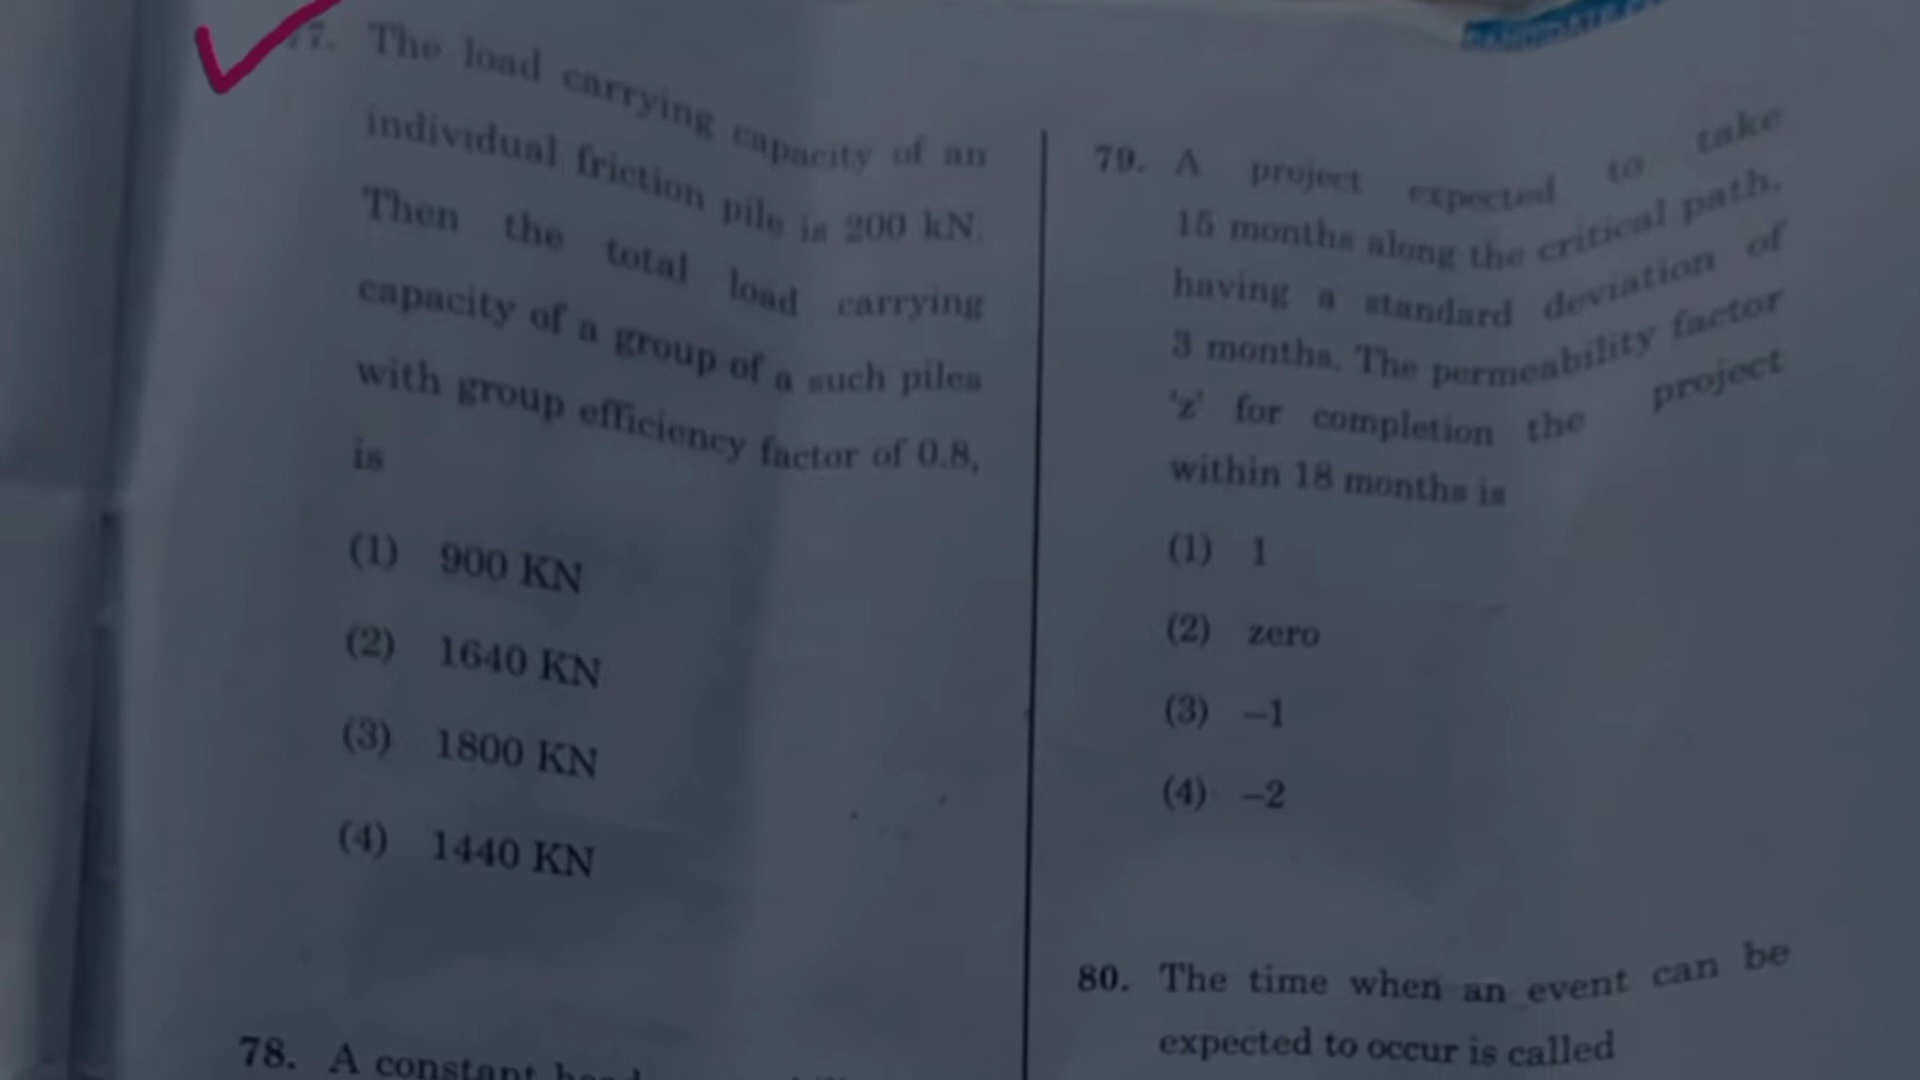 77. The load carrying capacity of an
individual friction pile is 200 kN.
Then the total load carrying
capacity of a group of a such piles
with group efficiency factor of 0.8,
is
(1) 900 KN
(2) 1640 KN
(3) 1800 KN
(4) 1440 KN
78. A constant
79. A project expected to take
15 months along the critical path,
having a standard deviation of
3 months. The permeability factor
'z' for completion the project
within 18 months is
(1) 1
(2) zero
(3) –1
(4) –2
80. The time when an event can be
expected to occur is called